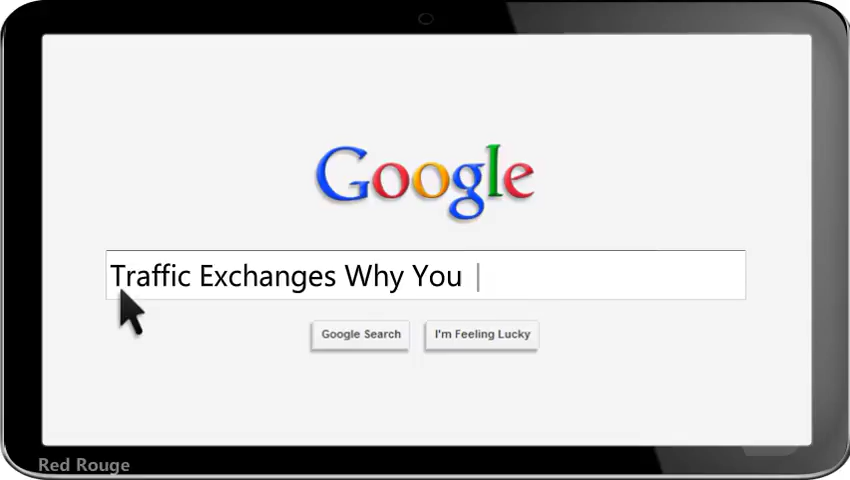 Google
Traffic Exchanges Why You
Google Search
I'm Feeling Lucky
Red Rouge